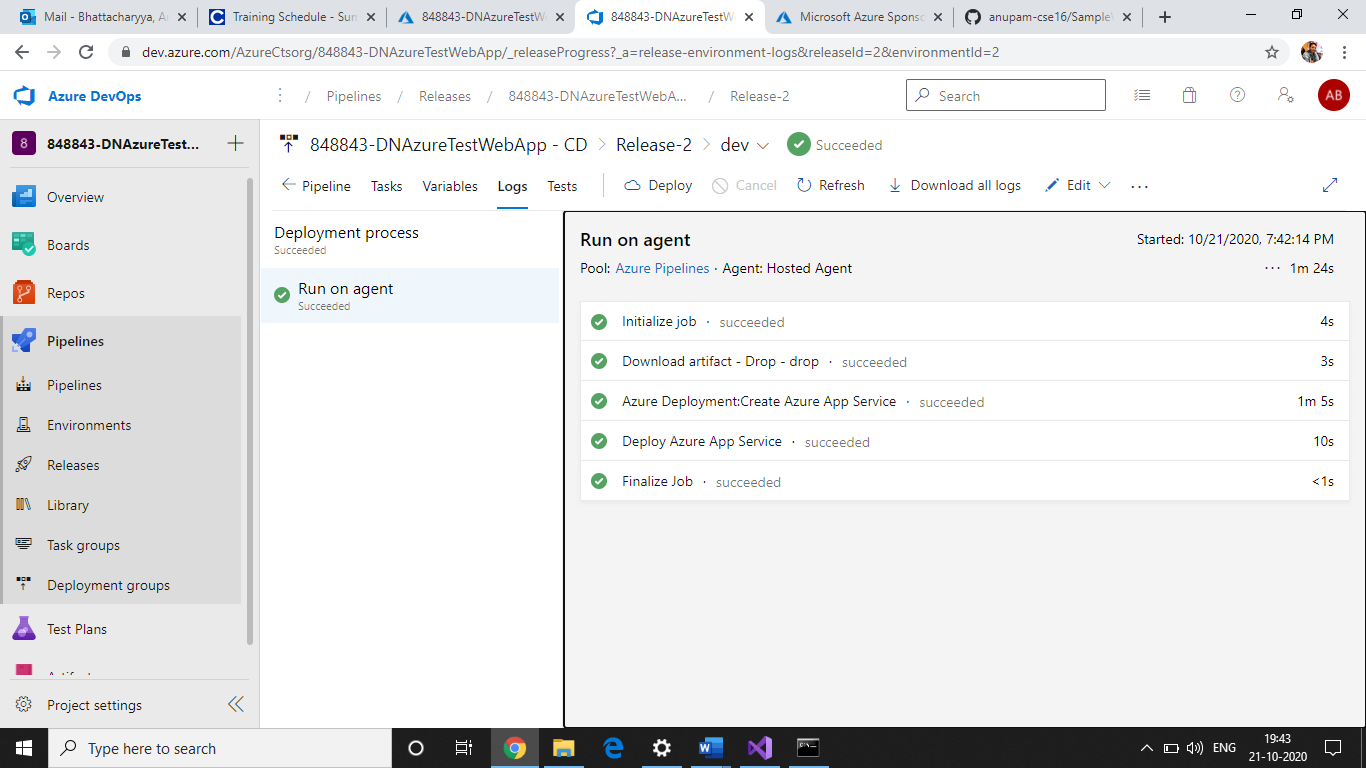 Mail - Bhattacharyya, A
Training Schedule - Sun
848843-DNAzureTestW
848843-DNAzureTestW
Microsoft Azure Spons
anupam-cse16/Sample
dev.azure.com/AzureCtsorg/848843-DNAzureTestWebApp/_releaseProgress?_a=release-environment-logs&releaseId=2&environmentId=2
Azure DevOps
/ Pipelines / Releases / 848843-DNAzureTestWebA... / Release-2
Search
AB
8 848843-DNAzureTest...
848843-DNAzureTestWebApp - CD > Release-2 > dev
Succeeded
Pipeline Tasks Variables Logs Tests Deploy Cancel Refresh Download all logs Edit ...
Overview
Boards
Repos
Pipelines
Pipelines
Environments
Releases
Library
Task groups
Deployment groups
Test Plans
Project settings
Deployment process
Succeeded
Run on agent
Succeeded
Run on agent
Started: 10/21/2020, 7:42:14 PM
Pool: Azure Pipelines · Agent: Hosted Agent
... 1m 24s
Initialize job · succeeded 4s
Download artifact - Drop - drop · succeeded 3s
Azure Deployment:Create Azure App Service · succeeded 1m 5s
Deploy Azure App Service · succeeded 10s
Finalize Job · succeeded <1s
Type here to search
ENG
19:43
21-10-2020